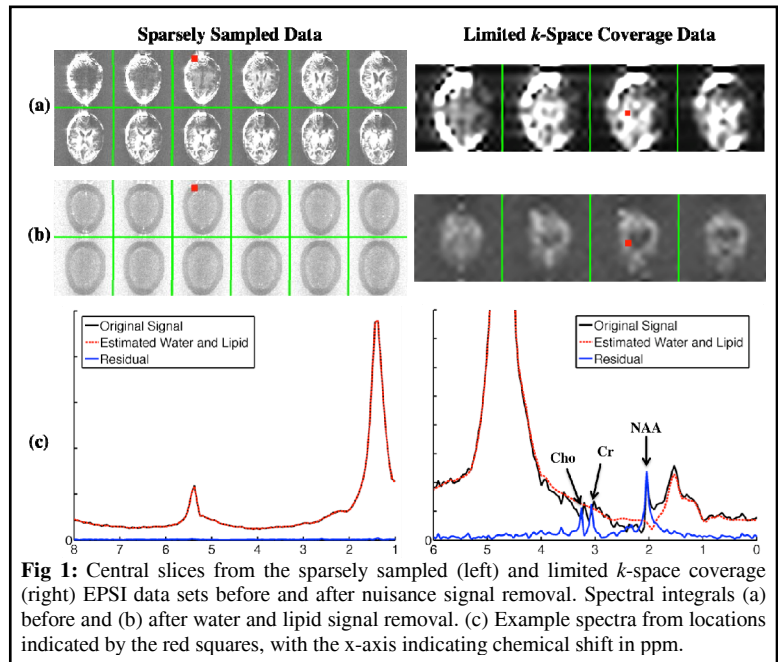 Sparsely Sampled Data
Limited k-Space Coverage Data
(a)
(b)
(c)
Original Signal
Estimated Water and Lipid
Residual
0
8 7 6 5 4 3 2 1
Original Signal
Estimated Water and Lipid
Residual
NAA
Cho
Cr
0
6 5 4 3 2 1 0
Fig 1: Central slices from the sparsely sampled (left) and limited k-space coverage
(right) EPSI data sets before and after nuisance signal removal. Spectral integrals (a)
before and (b) after water and lipid signal removal. (c) Example spectra from locations
indicated by the red squares, with the x-axis indicating chemical shift in ppm.